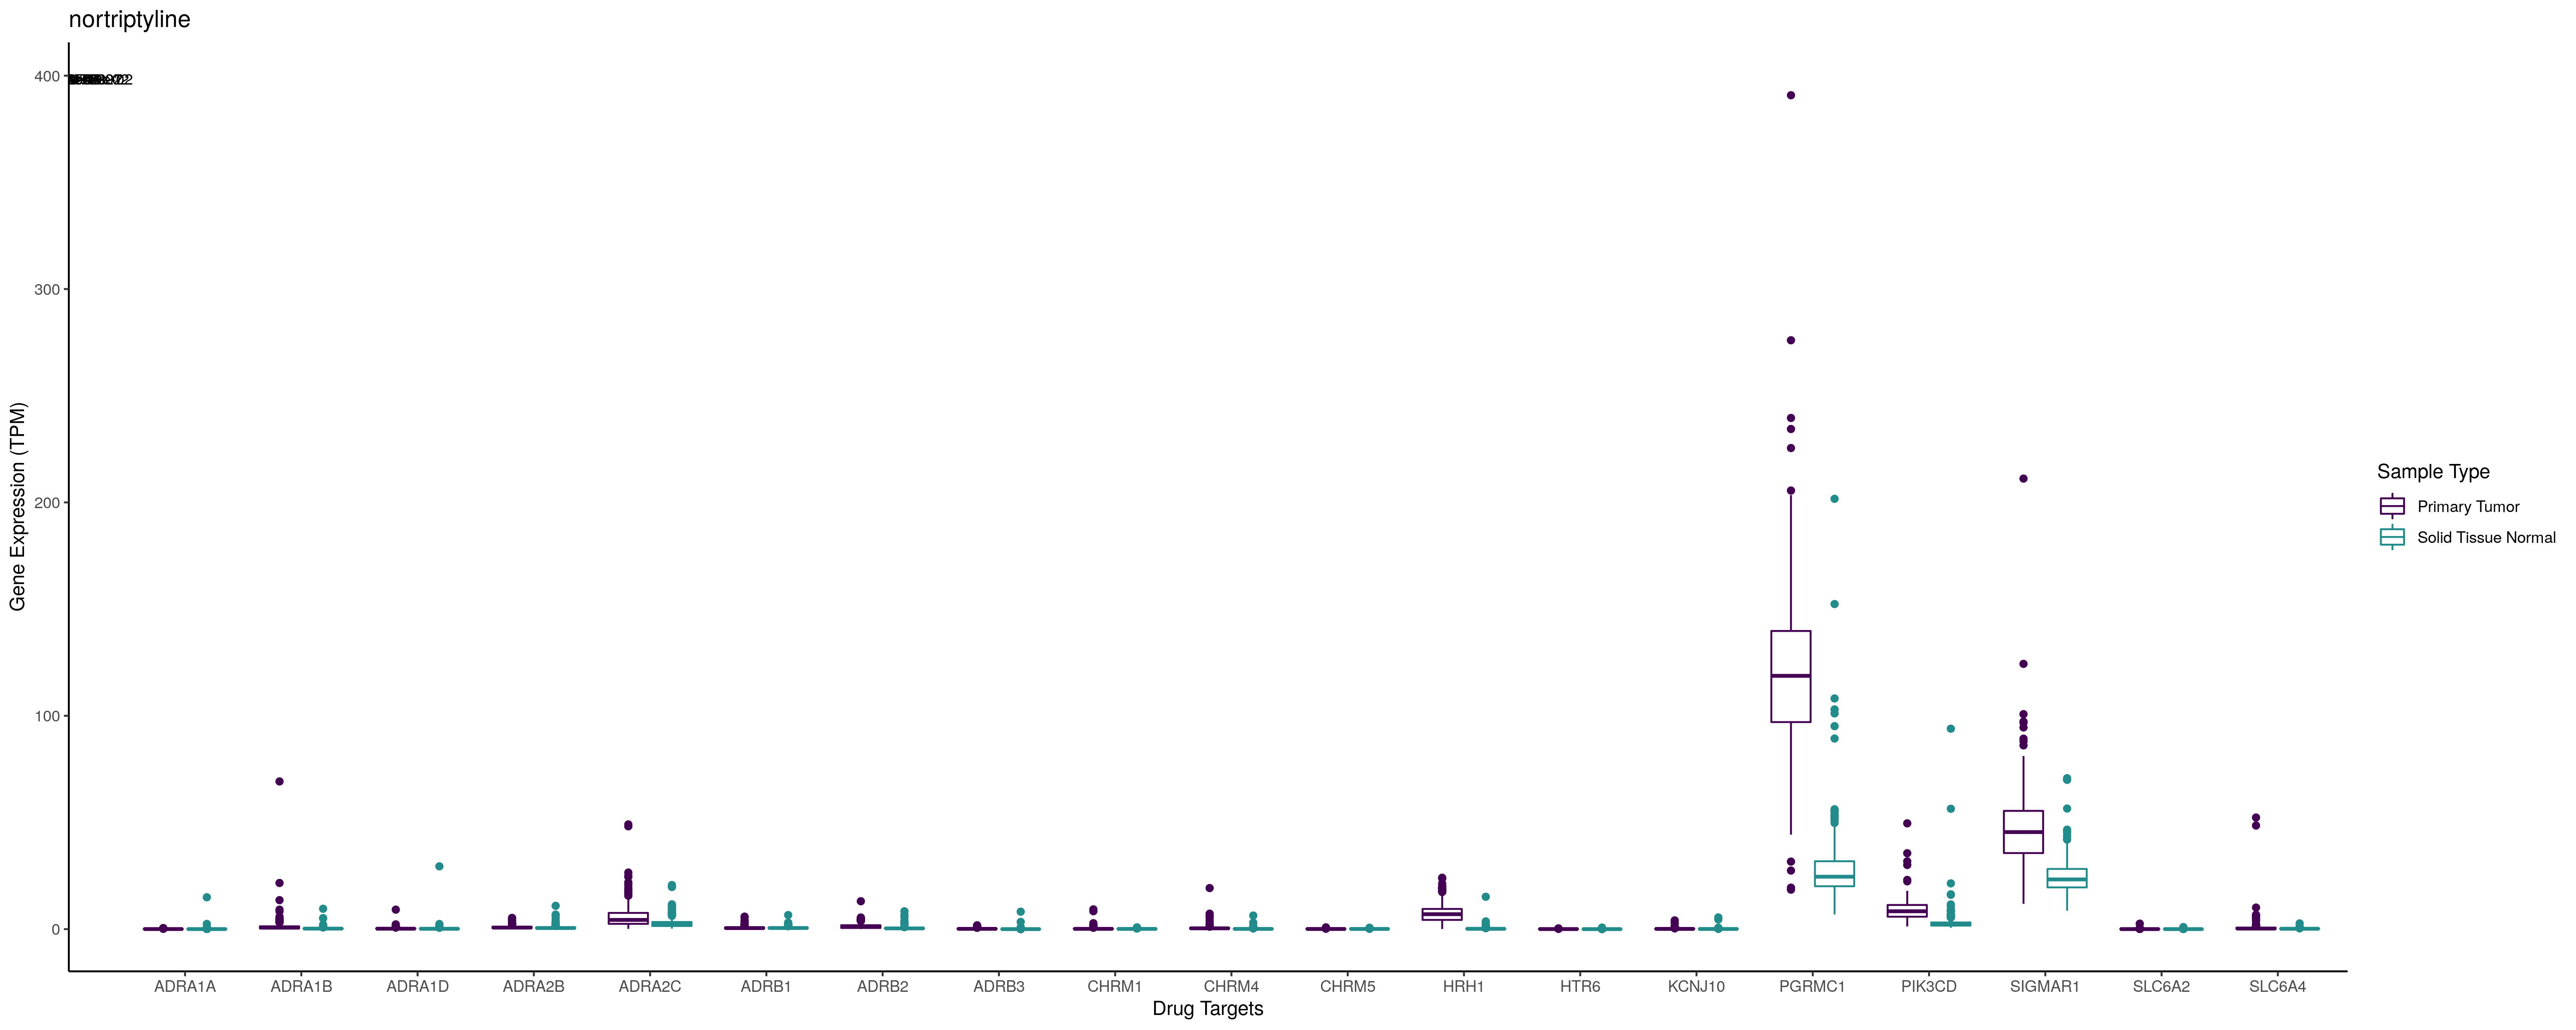 nortriptyline
400
300
200
100
0
Gene Expression (TPM)
ADRA1A ADRA1B ADRA1D ADRA2B ADRA2C ADRB1 ADRB2 ADRB3 CHRM1 CHRM4 CHRM5 HRH1 HTR6 KCNJ10 PGRMC1 PIK3CD SIGMAR1 SLC6A2 SLC6A4
Drug Targets
Sample Type
Primary Tumor
Solid Tissue Normal